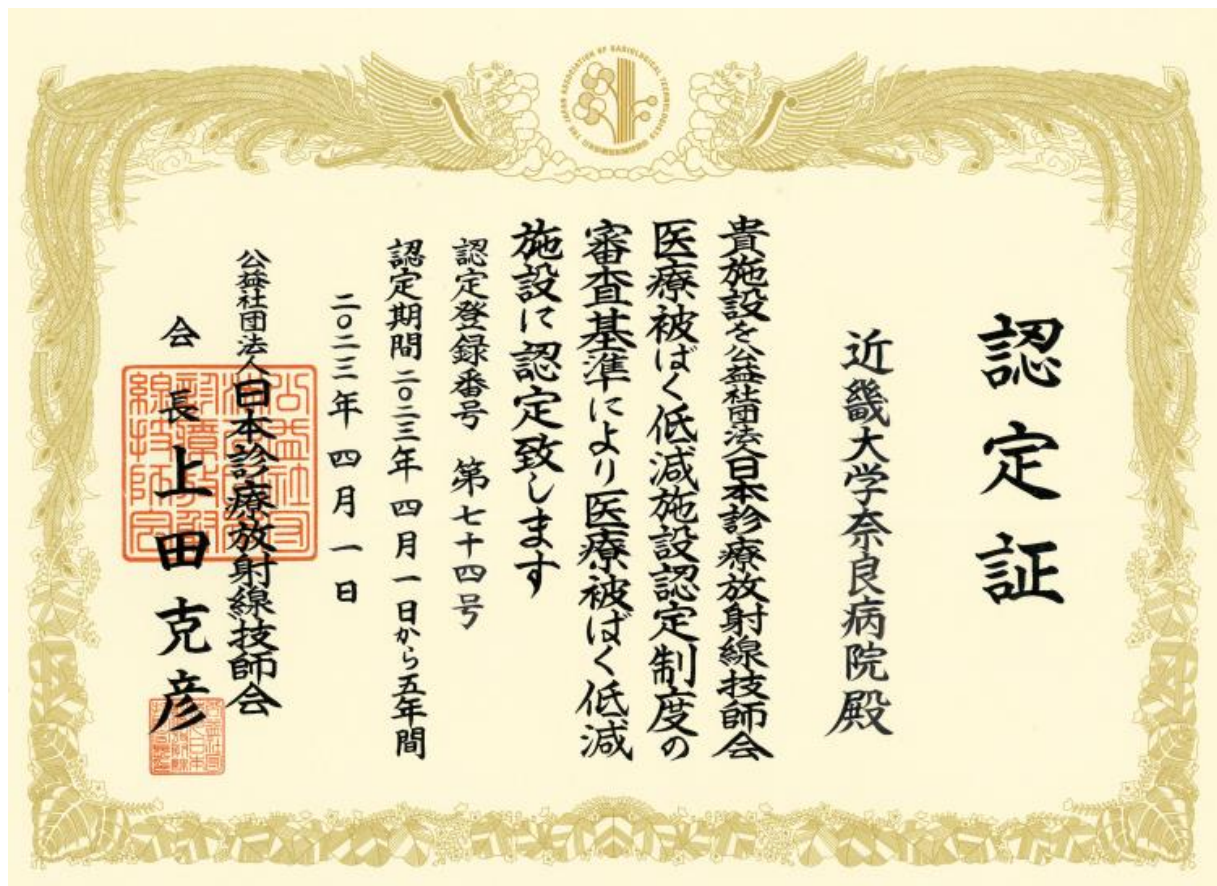 THE JAPAN ASSOCIATION OF RADIOLOGICAL TECHNOLOGISTS
認定証
近畿大学奈良病院殿
貴施設を公益社団法人日本診療放射線技師会
医療被ばく低減施設認定制度の
審査基準により医療被ばく低減
施設に認定致します
認定登録番号 第七十四号
認定期間 二〇二三年四月一日から五年間
二〇二三年四月一日
公益社団法人日本診療放射線技師会
会長 上田克彦